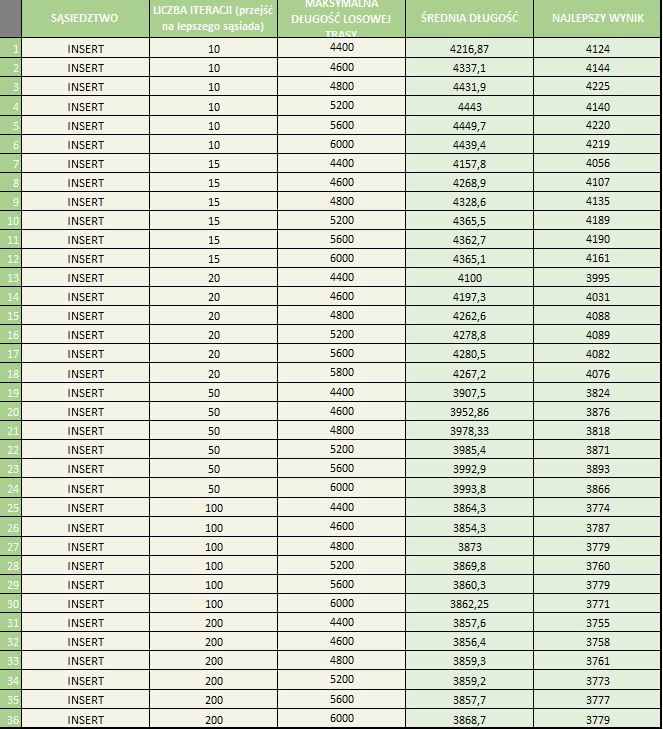 SĄSIEDZTWO LICZBA ITERACJI (przejść na lepszego sąsiada) MAKSYMALNA DŁUGOŚĆ LOSOWEJ TRASY ŚREDNIA DŁUGOŚĆ NAJLEPSZY WYNIK
1 INSERT 10 4400 4216,87 4124
2 INSERT 10 4600 4337,1 4144
3 INSERT 10 4800 4431,9 4225
4 INSERT 10 5200 4443 4140
5 INSERT 10 5600 4449,7 4220
6 INSERT 10 6000 4439,4 4219
7 INSERT 15 4400 4157,8 4056
8 INSERT 15 4600 4268,9 4107
9 INSERT 15 4800 4328,6 4135
10 INSERT 15 5200 4365,5 4189
11 INSERT 15 5600 4362,7 4190
12 INSERT 15 6000 4365,1 4161
13 INSERT 20 4400 4100 3995
14 INSERT 20 4600 4197,3 4031
15 INSERT 20 4800 4262,6 4088
16 INSERT 20 5200 4278,8 4089
17 INSERT 20 5600 4280,5 4082
18 INSERT 20 5800 4267,2 4076
19 INSERT 50 4400 3907,5 3824
20 INSERT 50 4600 3952,86 3876
21 INSERT 50 4800 3978,33 3818
22 INSERT 50 5200 3985,4 3871
23 INSERT 50 5600 3992,9 3893
24 INSERT 50 6000 3993,8 3866
25 INSERT 100 4400 3864,3 3774
26 INSERT 100 4600 3854,3 3787
27 INSERT 100 4800 3873 3779
28 INSERT 100 5200 3869,8 3760
29 INSERT 100 5600 3860,3 3779
30 INSERT 100 6000 3862,25 3771
31 INSERT 200 4400 3857,6 3755
32 INSERT 200 4600 3856,4 3758
33 INSERT 200 4800 3859,3 3761
34 INSERT 200 5200 3859,2 3773
35 INSERT 200 5600 3857,7 3777
36 INSERT 200 6000 3868,7 3779